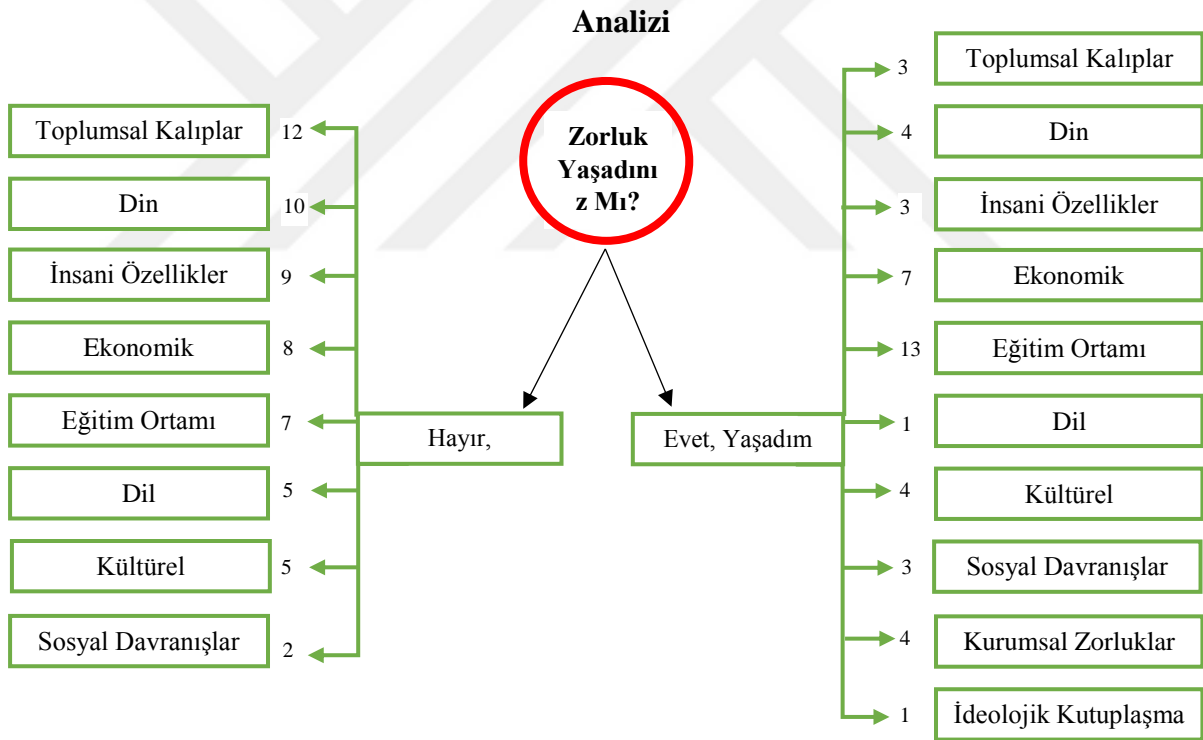 Analizi
Zorluk
Yaşadını
z Mı?
Toplumsal Kalıplar 12
Din 10
İnsani Özellikler 9
Ekonomik 8
Eğitim Ortamı 7
Dil 5
Kültürel 5
Sosyal Davranışlar 2
Hayır,
Evet, Yaşadım
3 Toplumsal Kalıplar
4 Din
3 İnsani Özellikler
7 Ekonomik
13 Eğitim Ortamı
1 Dil
4 Kültürel
3 Sosyal Davranışlar
4 Kurumsal Zorluklar
1 İdeolojik Kutuplaşma